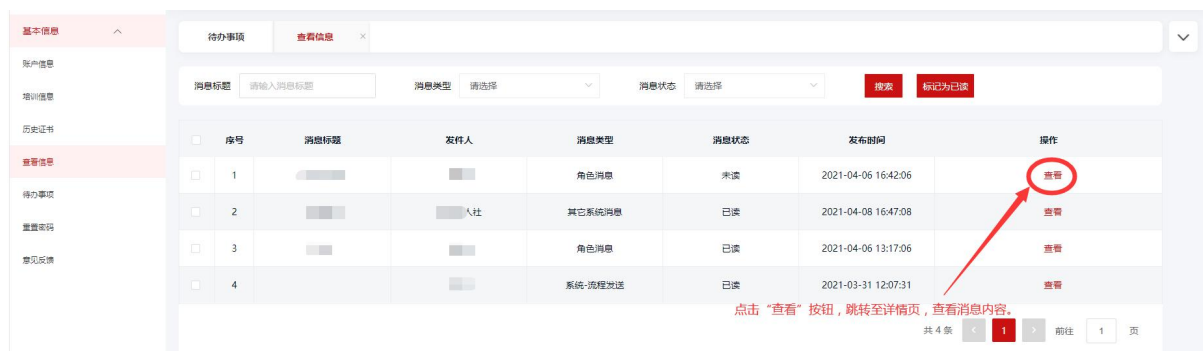 基本信息
账户信息
培训信息
历史证书
查看信息
待办事项
重置密码
意见反馈
待办事项 查看信息 ×
消息标题 请输入消息标题 消息类型 请选择 消息状态 请选择 搜索 标记为已读
序号 消息标题 发件人 消息类型 消息状态 发布时间 操作
1 角色消息 未读 2021-04-06 16:42:06 查看
2 人社 其它系统消息 已读 2021-04-08 16:47:08 查看
3 角色消息 已读 2021-04-06 13:17:06 查看
4 系统-流程发送 已读 2021-03-31 12:07:31 查看
点击“查看”按钮,跳转至详情页,查看消息内容。
共 4 条 < 1 > 前往 1 页